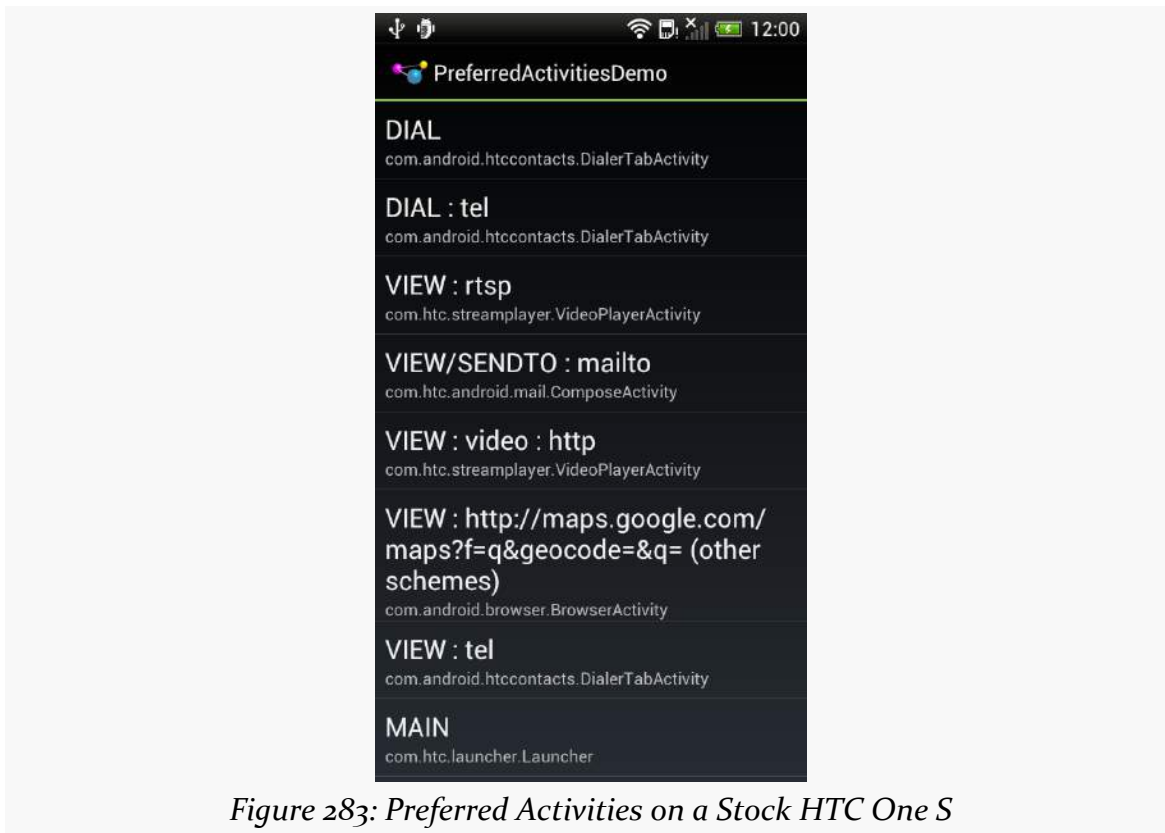 12:00
PreferredActivitiesDemo
DIAL
com.android.htccontacts.DialerTabActivity
DIAL : tel
com.android.htccontacts.DialerTabActivity
VIEW : rtsp
com.htc.streamplayer.VideoPlayerActivity
VIEW/SENDTO : mailto
com.htc.android.mail.ComposeActivity
VIEW : video : http
com.htc.streamplayer.VideoPlayerActivity
VIEW : http://maps.google.com/
maps?f=q&geocode=&q= (other
schemes)
com.android.browser.BrowserActivity
VIEW : tel
com.android.htccontacts.DialerTabActivity
MAIN
com.htc.launcher.Launcher
Figure 283: Preferred Activities on a Stock HTC One S